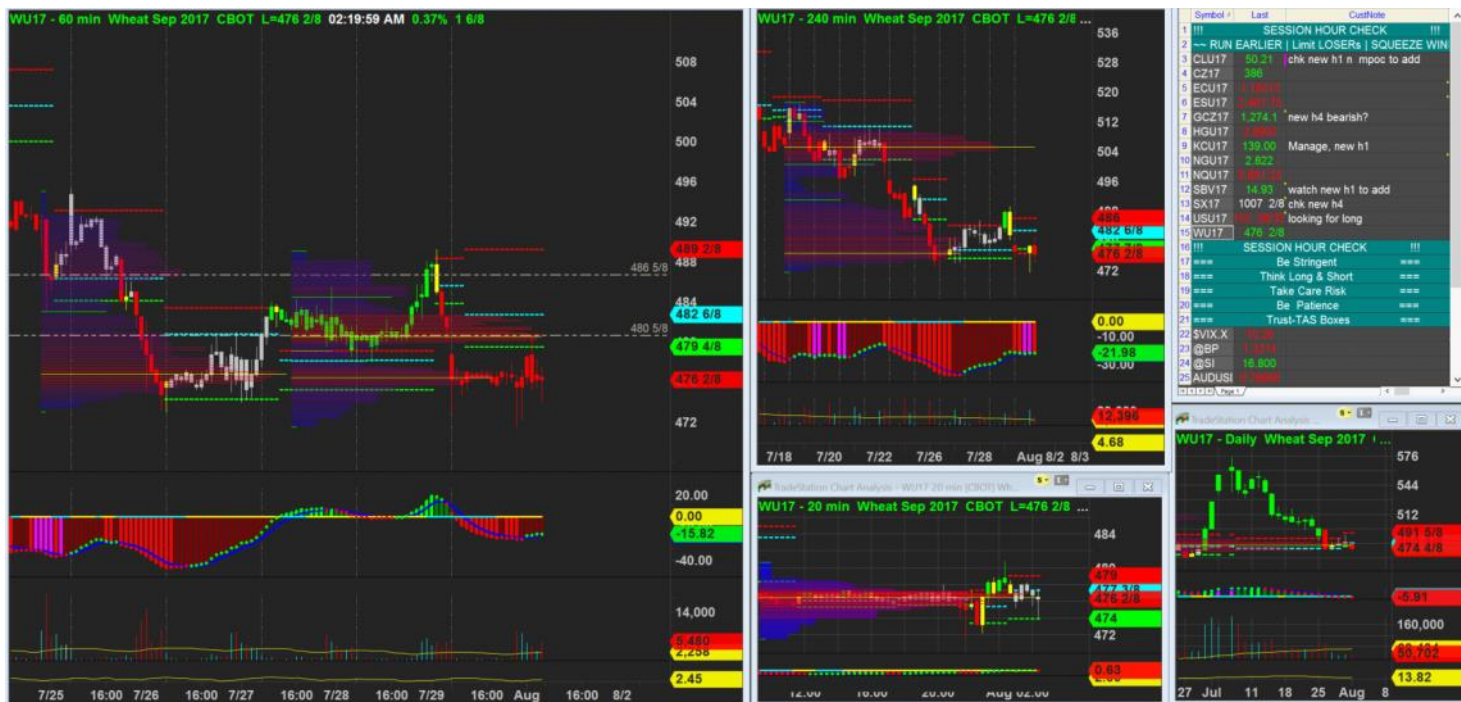 WU17 - 60 min Wheat Sep 2017 CBOT L=476 2/8 02:19:59 AM 0.37% 1 6/8
508
504
500
496
492
489 2/8
488
486 5/8
484
482 6/8
480 5/8
479 4/8
476 2/8
472
20.00
0.00
-15.82
-40.00
14,000
5,480
2,258
2.45
7/25 16:00 7/26 16:00 7/27 16:00 7/28 16:00 7/29 16:00 Aug 16:00 8/2
WU17 - 240 min Wheat Sep 2017 CBOT L=476 2/8 ...
536
528
520
512
504
496
486
482 6/8
476 2/8
472
0.00
-10.00
-21.98
-30.00
12,396
4.68
7/18 7/20 7/22 7/26 7/28 Aug 8/2 8/3
TradeStation Chart Analysis - WU17 20 min [CBOT] Wh...
WU17 - 20 min Wheat Sep 2017 CBOT L=476 2/8 ...
484
479
477 3/8
476 2/8
474
472
0.63
12:00 16:00 20:00 Aug 02:00
Symbol Last CustNote
1 !!! SESSION HOUR CHECK !!!
2 ~~ RUN EARLIER | Limit LOSERs | SQUEEZE WIN
3 CLU17 50.21 chk new h1 n mpoc to add
4 CZ17 386
5 ECU17
6 ESU17
7 GCZ17 1,274.1 new h4 bearish?
8 HGU17
9 KCU17 139.00 Manage, new h1
10 NGU17 2.822
11 NQU17
12 SBV17 14.93 watch new h1 to add
13 SX17 1007 2/8 chk new h4
14 USU17 looking for long
15 WU17 476 2/8
16 !!! SESSION HOUR CHECK !!!
17 === Be Stringent ===
18 === Think Long & Short ===
19 === Take Care Risk ===
20 === Be Patience ===
21 === Trust-TAS Boxes ===
22 $VIX.X
23 @BP
24 @SI 16.800
25 AUDUSI
Page 1
TradeStation Chart Analysis ...
WU17 - Daily Wheat Sep 2017 ...
576
544
512
491 5/8
474 4/8
-5.91
160,000
50,702
13.82
27 Jul 11 18 25 Aug 8